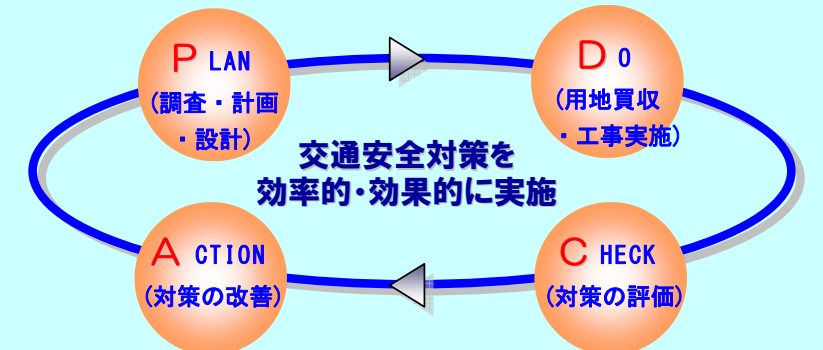 PLAN
(調査・計画
・設計)
DO
(用地買収
・工事実施)
交通安全対策を
効率的・効果的に実施
ACTION
(対策の改善)
CHECK
(対策の評価)